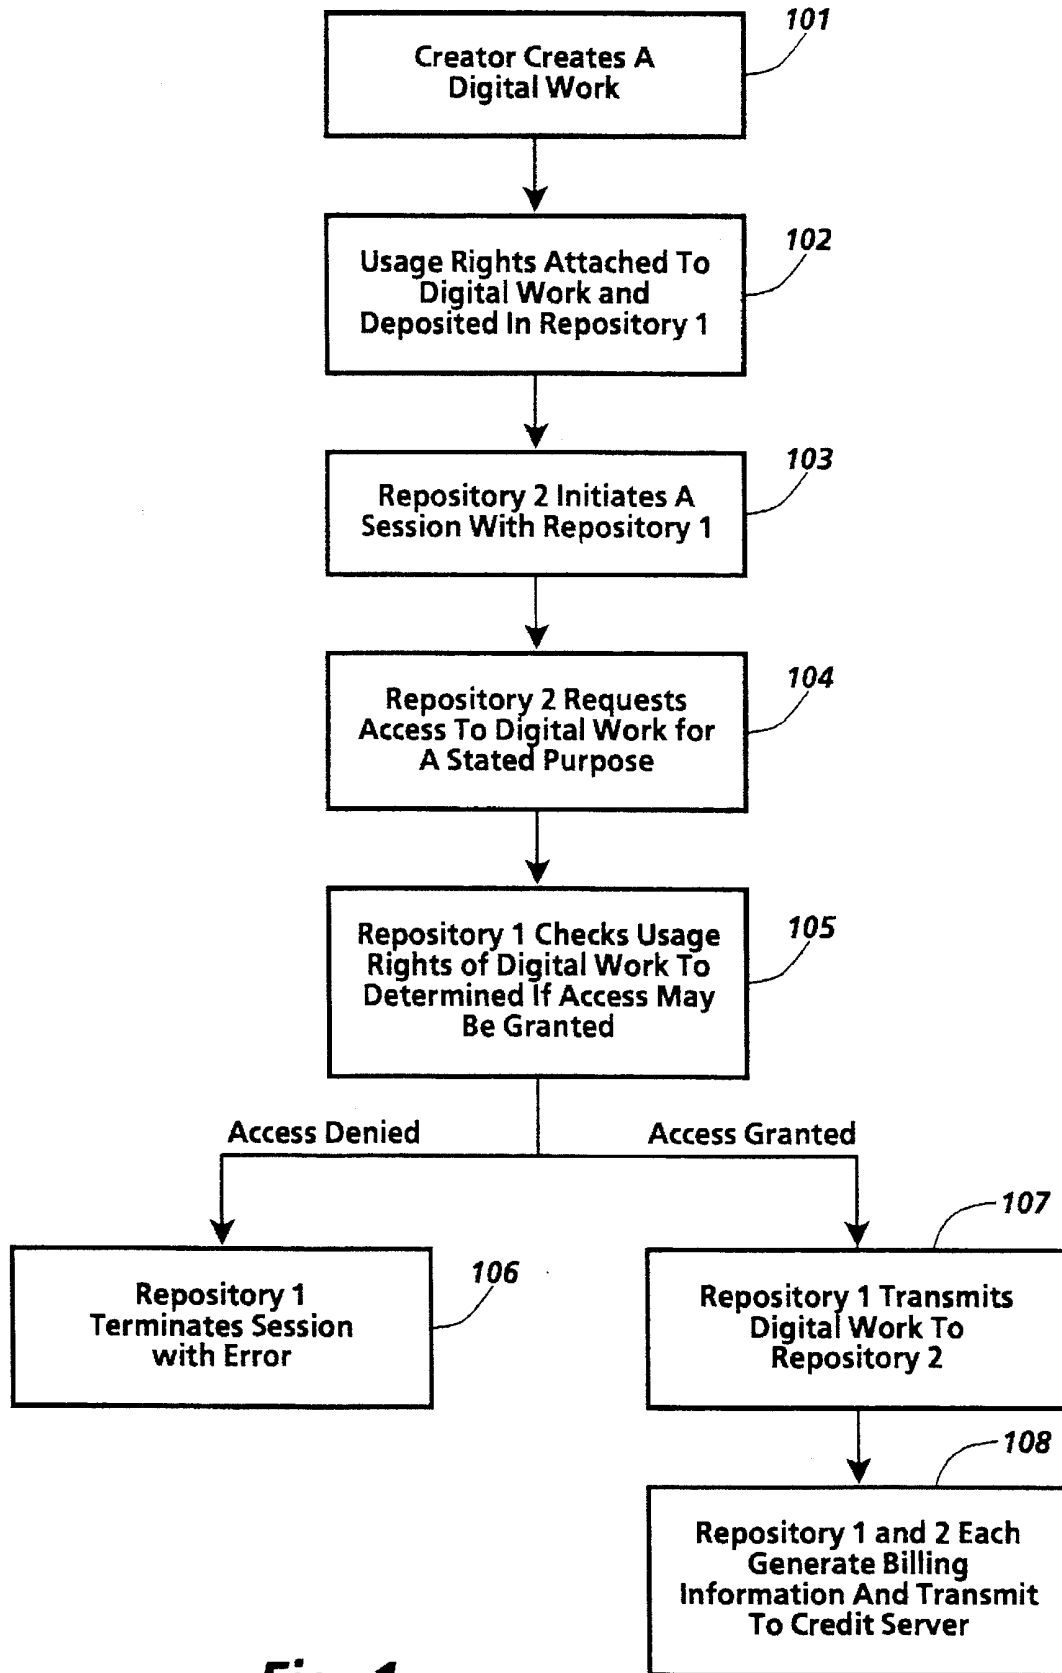 101
Creator Creates A
Digital Work
102
Usage Rights Attached To
Digital Work and
Deposited In Repository 1
103
Repository 2 Initiates A
Session With Repository 1
104
Repository 2 Requests
Access To Digital Work for
A Stated Purpose
105
Repository 1 Checks Usage
Rights of Digital Work To
Determined If Access May
Be Granted
Access Denied
Access Granted
106
Repository 1
Terminates Session
with Error
107
Repository 1 Transmits
Digital Work To
Repository 2
108
Repository 1 and 2 Each
Generate Billing
Information And Transmit
To Credit Server
Fig. 1